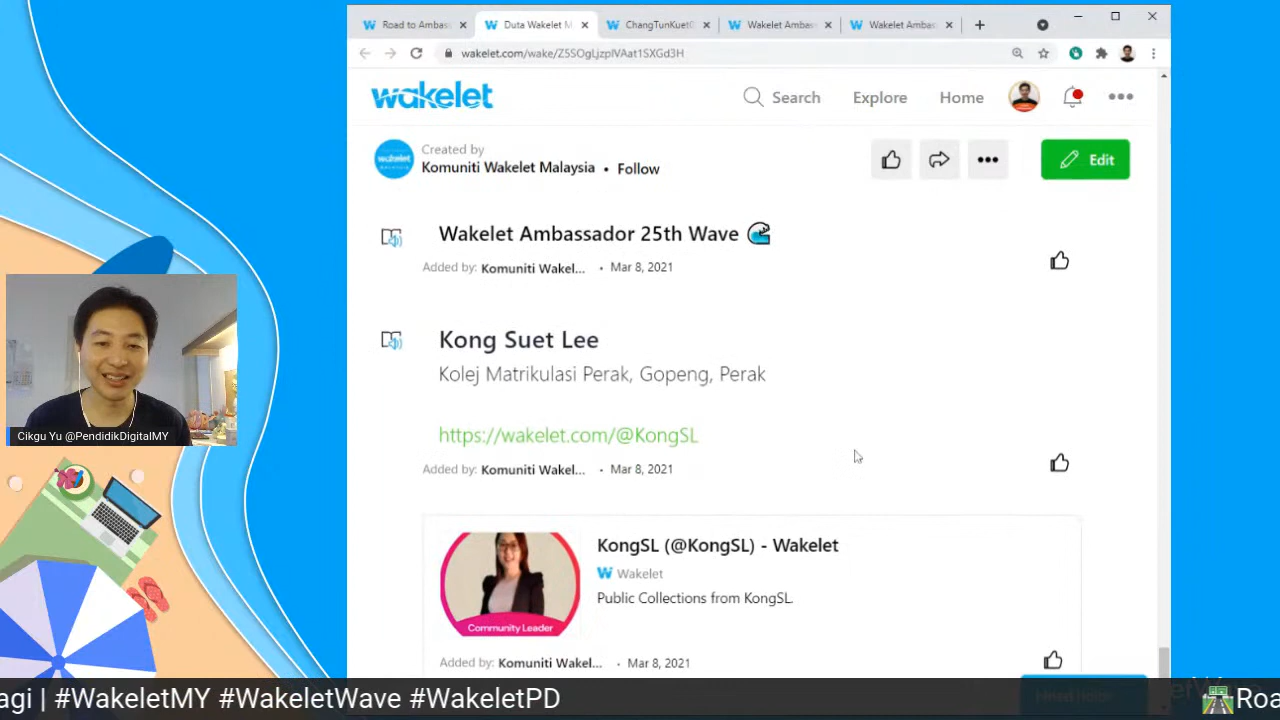 Road to Ambas
Duta Wakelet M
ChangTunKuet
Wakelet Ambas
Wakelet Ambas
wakelet.com/wake/Z5SOgLjzpIVAat1SXGd3H
wakelet
Search
Explore
Home
Created by
Komuniti Wakelet Malaysia • Follow
Edit
Wakelet Ambassador 25th Wave
Added by: Komuniti Wakel... • Mar 8, 2021
Kong Suet Lee
Kolej Matrikulasi Perak, Gopeng, Perak
https://wakelet.com/@KongSL
Added by: Komuniti Wakel... • Mar 8, 2021
KongSL (@KongSL) - Wakelet
Wakelet
Public Collections from KongSL.
Community Leader
Added by: Komuniti Wakel... • Mar 8, 2021
Cikgu Yu @PendidikDigitalMY
agi | #WakeletMY #WakeletWave #WakeletPD
Roa